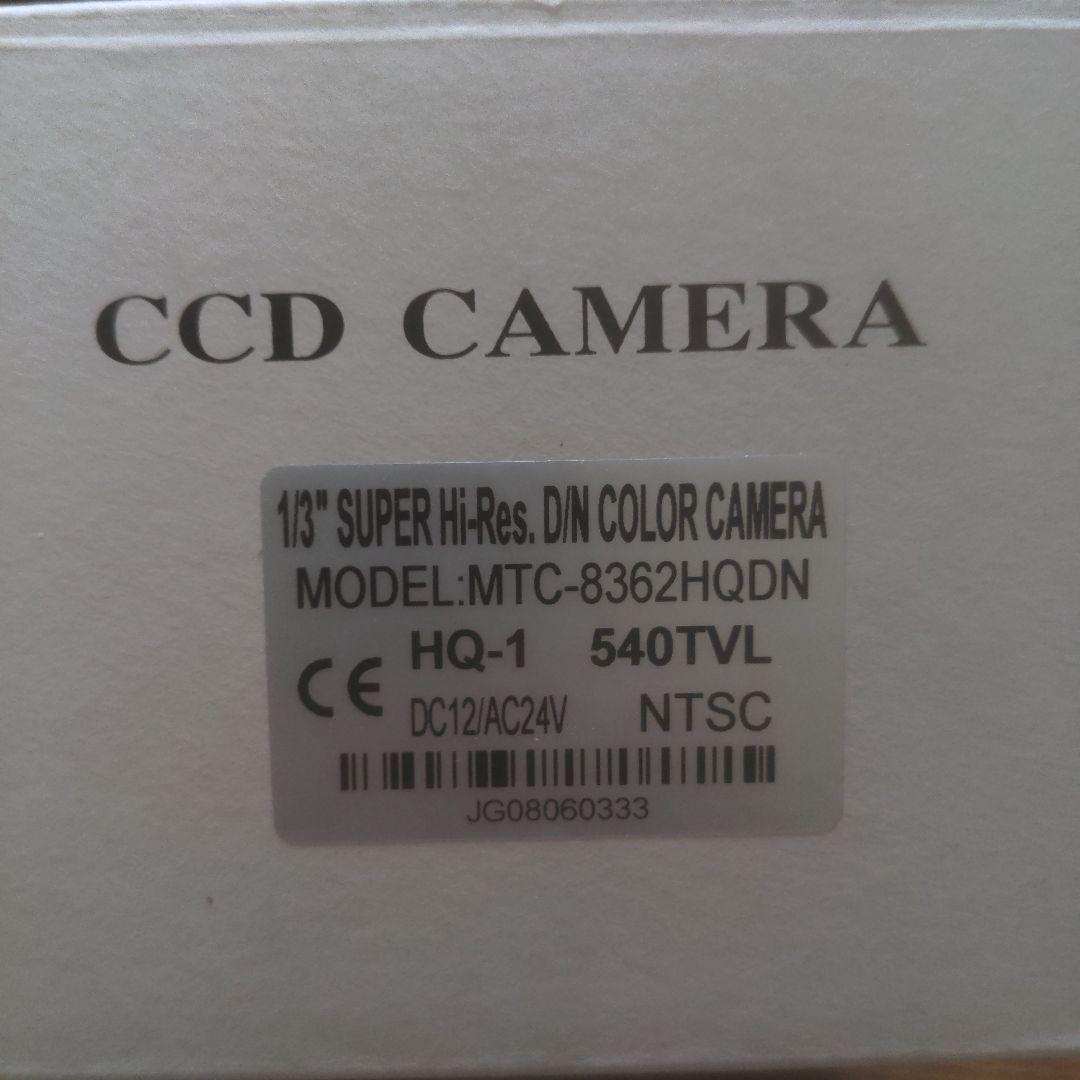 CCD CAMERA
1/3" SUPER Hi-Res. D/N COLOR CAMERA
MODEL:MTC-8362HQDN
HQ-1 540TVL
CE
DC12/AC24V NTSC
JG08060333